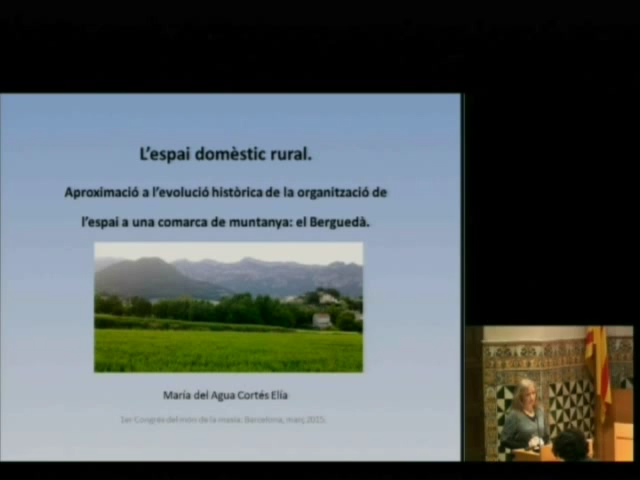 L'espai domèstic rural.
Aproximació a l'evolució històrica de la organització de
l'espai a una comarca de muntanya: el Berguedà.
María del Agua Cortés Elía
1er Congrés del món de la masia. Barcelona, març 2015.